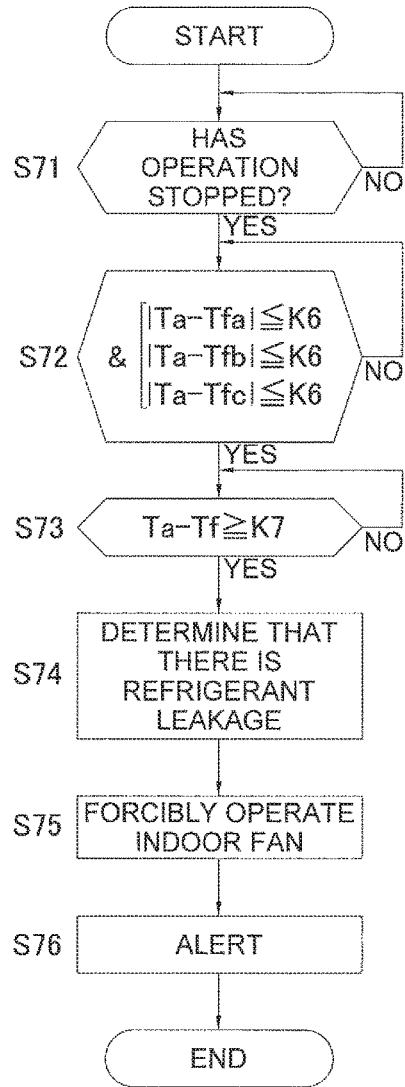 START
S71
HAS
OPERATION
STOPPED?
NO
YES
S72
& |Ta-Tfa|≦K6
|Ta-Tfb|≦K6
|Ta-Tfc|≦K6
NO
YES
S73
Ta-Tf≧K7
NO
YES
S74
DETERMINE THAT
THERE IS
REFRIGERANT
LEAKAGE
S75
FORCIBLY OPERATE
INDOOR FAN
S76
ALERT
END